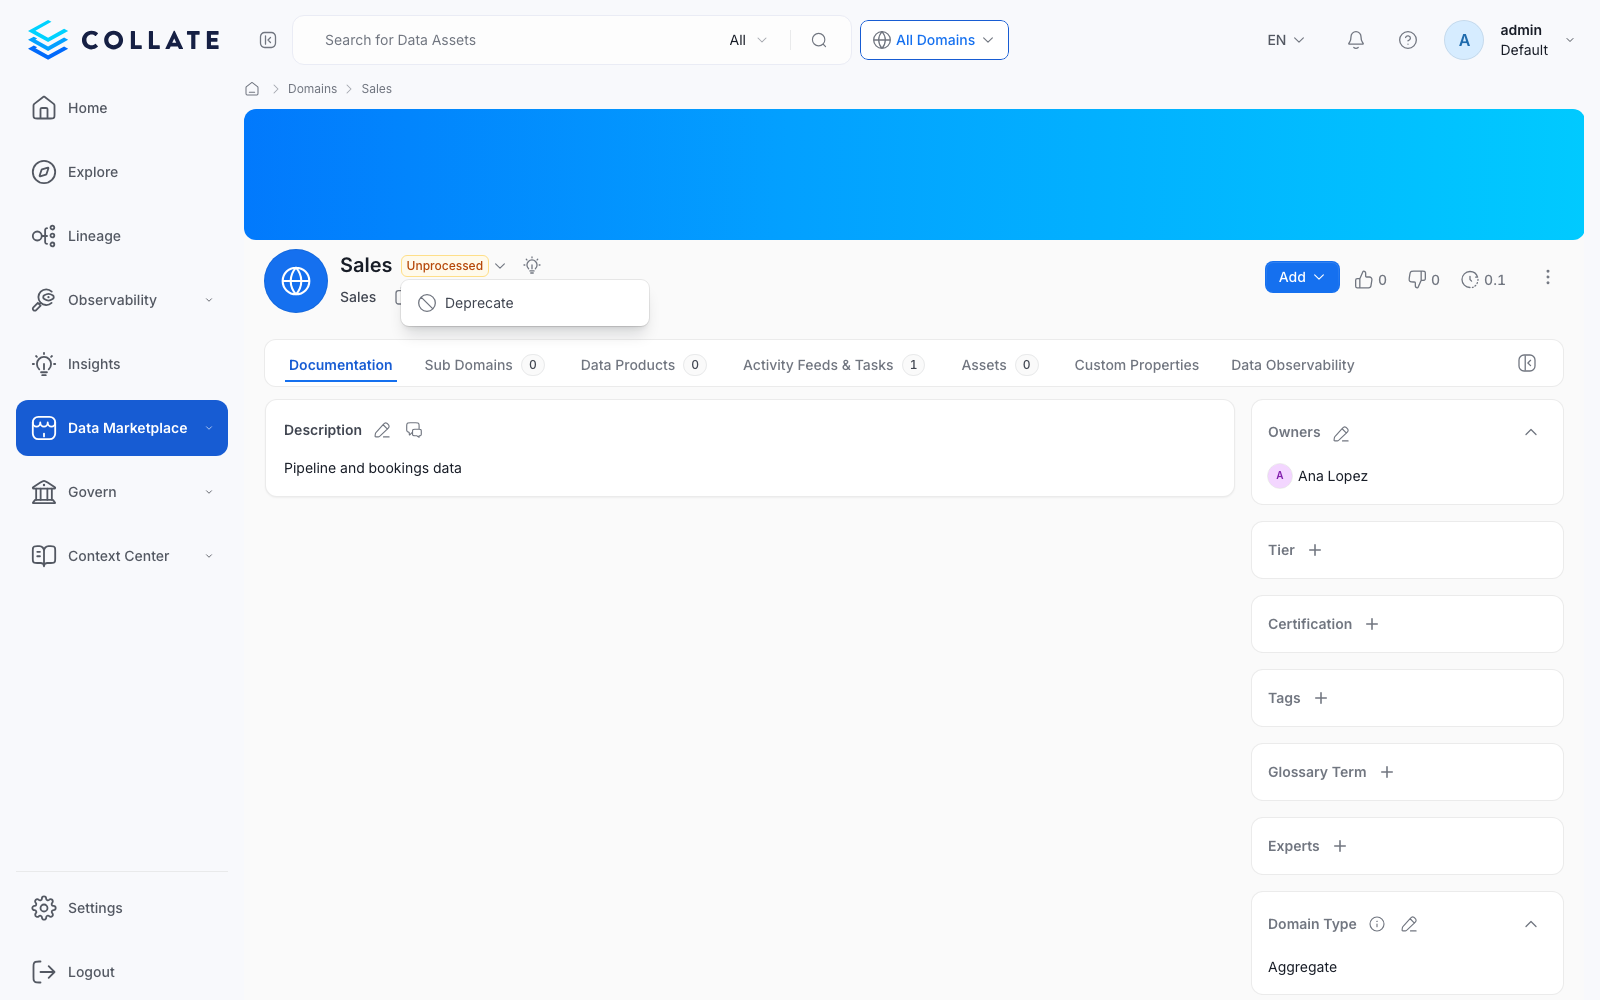 COLLATE
Search for Data Assets
All
All Domains
EN
A
admin
Default
Domains
Sales
Home
Explore
Lineage
Observability
Insights
Data Marketplace
Govern
Context Center
Settings
Logout
Sales
Unprocessed
Sales
Deprecate
Add
0
0
0.1
Documentation
Sub Domains 0
Data Products 0
Activity Feeds & Tasks 1
Assets 0
Custom Properties
Data Observability
Description
Pipeline and bookings data
Owners
A Ana Lopez
Tier
Certification
Tags
Glossary Term
Experts
Domain Type
Aggregate